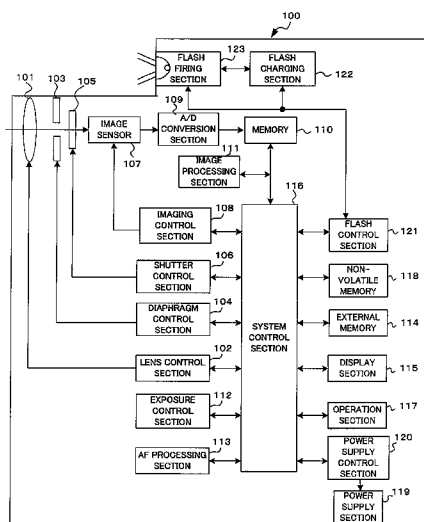 100
101
103
105
FLASH FIRING SECTION
123
FLASH CHARGING SECTION
122
109
IMAGE SENSOR
107
A/D CONVERSION SECTION
MEMORY
110
111
IMAGE PROCESSING SECTION
116
SYSTEM CONTROL SECTION
IMAGING CONTROL SECTION
108
FLASH CONTROL SECTION
121
SHUTTER CONTROL SECTION
106
NON-VOLATILE MEMORY
118
DIAPHRAGM CONTROL SECTION
104
EXTERNAL MEMORY
114
LENS CONTROL SECTION
102
DISPLAY SECTION
115
EXPOSURE CONTROL SECTION
112
OPERATION SECTION
117
AF PROCESSING SECTION
113
POWER SUPPLY CONTROL SECTION
120
POWER SUPPLY SECTION
119